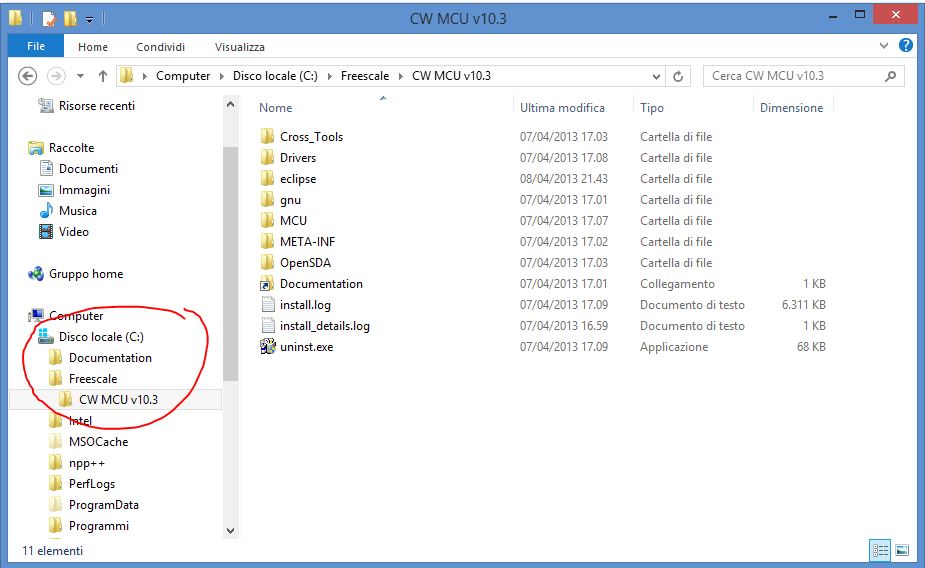 CW MCU v10.3
File Home Condividi Visualizza
Computer Disco locale (C:) Freescale CW MCU v10.3 Cerca CW MCU v10.3
Risorse recenti
Raccolte
Documenti
Immagini
Musica
Video
Gruppo home
Computer
Disco locale (C:)
Documentation
Freescale
CW MCU v10.3
Intel
MSOCache
npp++
PerfLogs
ProgramData
Programmi
Nome Ultima modifica Tipo Dimensione
Cross_Tools 07/04/2013 17.03 Cartella di file
Drivers 07/04/2013 17.08 Cartella di file
eclipse 08/04/2013 21.43 Cartella di file
gnu 07/04/2013 17.01 Cartella di file
MCU 07/04/2013 17.07 Cartella di file
META-INF 07/04/2013 17.02 Cartella di file
OpenSDA 07/04/2013 17.03 Cartella di file
Documentation 07/04/2013 17.01 Collegamento 1 KB
install.log 07/04/2013 17.09 Documento di testo 6.311 KB
install_details.log 07/04/2013 16.59 Documento di testo 1 KB
uninst.exe 07/04/2013 17.09 Applicazione 68 KB
11 elementi